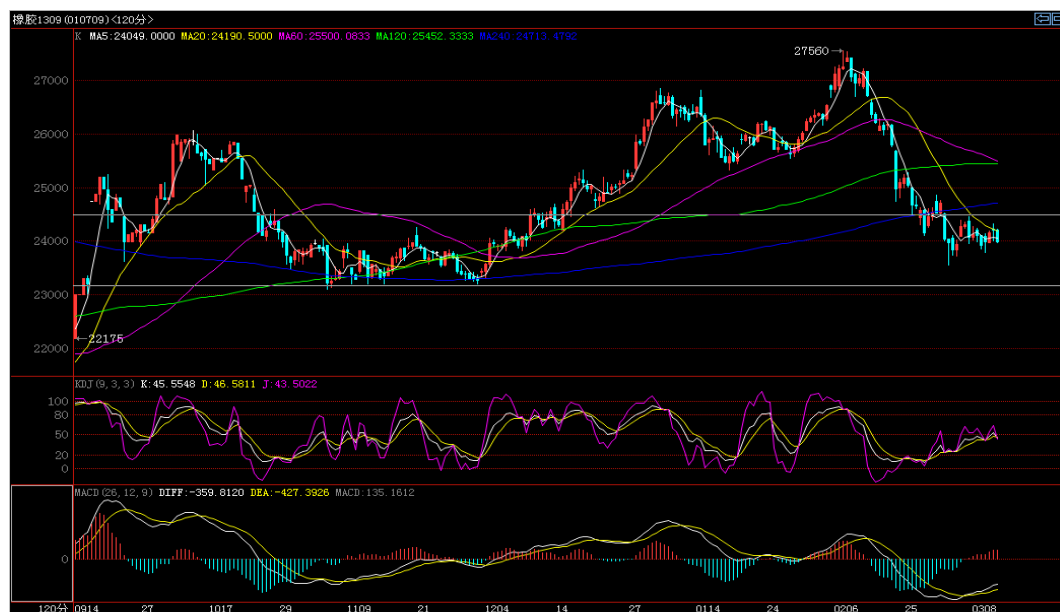 橡胶1309(010709)<120分>
K MA5:24049.0000 MA20:24190.5000 MA60:25500.0833 MA120:25452.3333 MA240:24713.4792
27560
27000
26000
25000
24000
23000
22175
22000
KDJ(9,3,3) K:45.5548 D:46.5811 J:43.5022
100
80
50
20
0
MACD(26,12,9) DIFF:-359.8120 DEA:-427.3926 MACD:135.1612
0
120分 0914 27 1017 29 1109 21 1204 14 27 0114 24 0206 25 0308